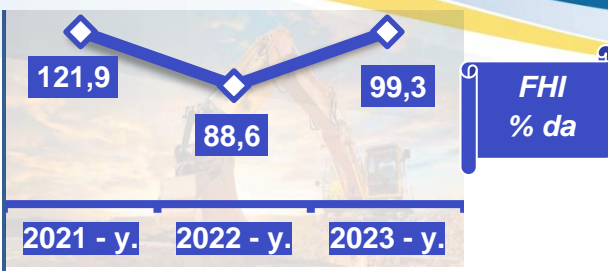 121,9
88,6
99,3
FHI
% da
2021 - y.
2022 - y.
2023 - y.